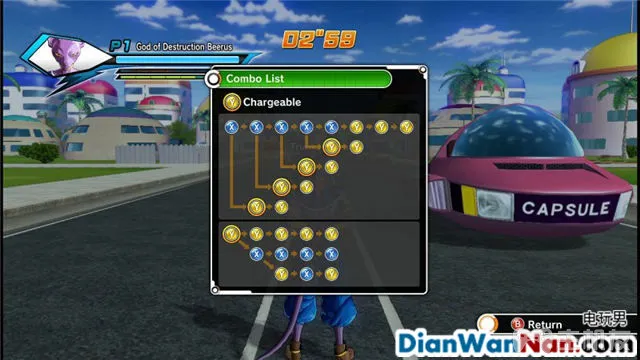 P1 God of Destruction Beerus
02"59
Combo List
Y Chargeable
X X X X X Y Y Y
Y Y
Y Y
Y Y
Y Y
Y Y Y Y Y
X X X X
Y X Y
CAPSULE
B Return
电玩男
DianWanNan.com